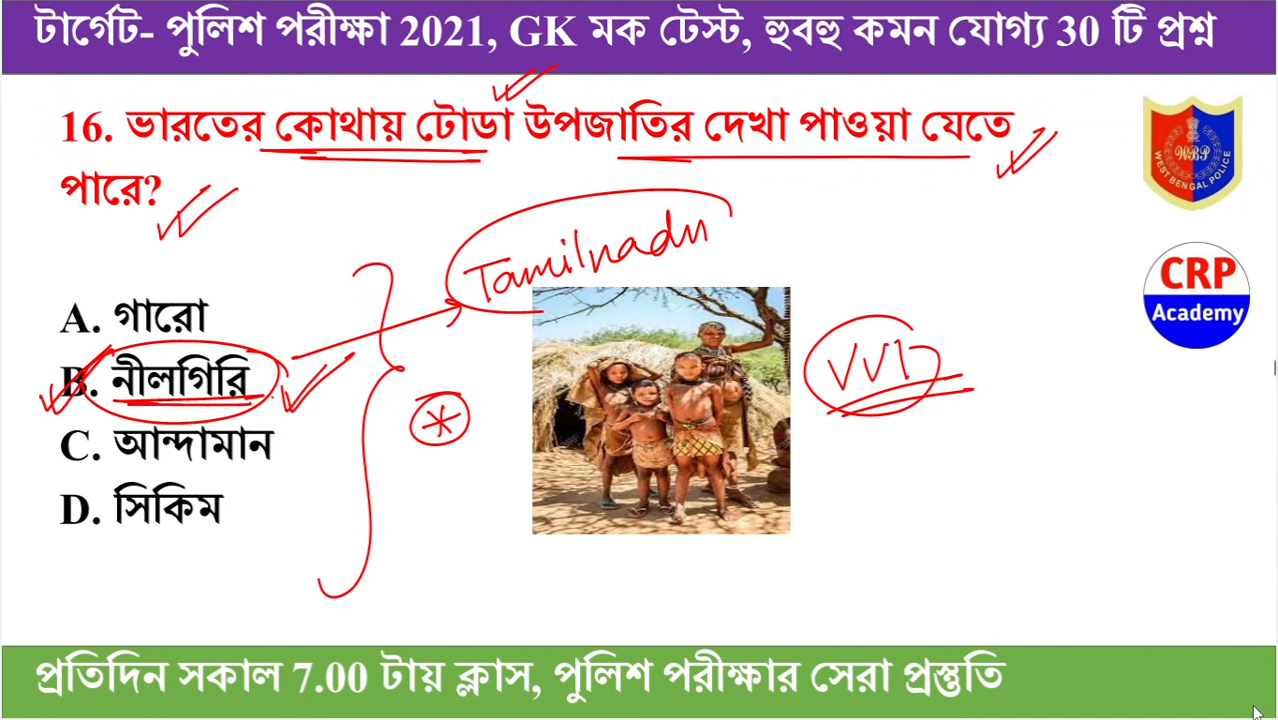 টার্গেট- পুলিশ পরীক্ষা 2021, GK মক টেস্ট, হুবহু কমন যোগ্য 30 টি প্রশ্ন
16. ভারতের কোথায় টোডা উপজাতির দেখা পাওয়া যেতে
পারে?
Tamilnadu
A. গারো
B. নীলগিরি
C. আন্দামান
D. সিকিম
VVI
WBP
WEST BENGAL POLICE
CRP
Academy
প্রতিদিন সকাল 7.00 টায় ক্লাস, পুলিশ পরীক্ষার সেরা প্রস্তুতি